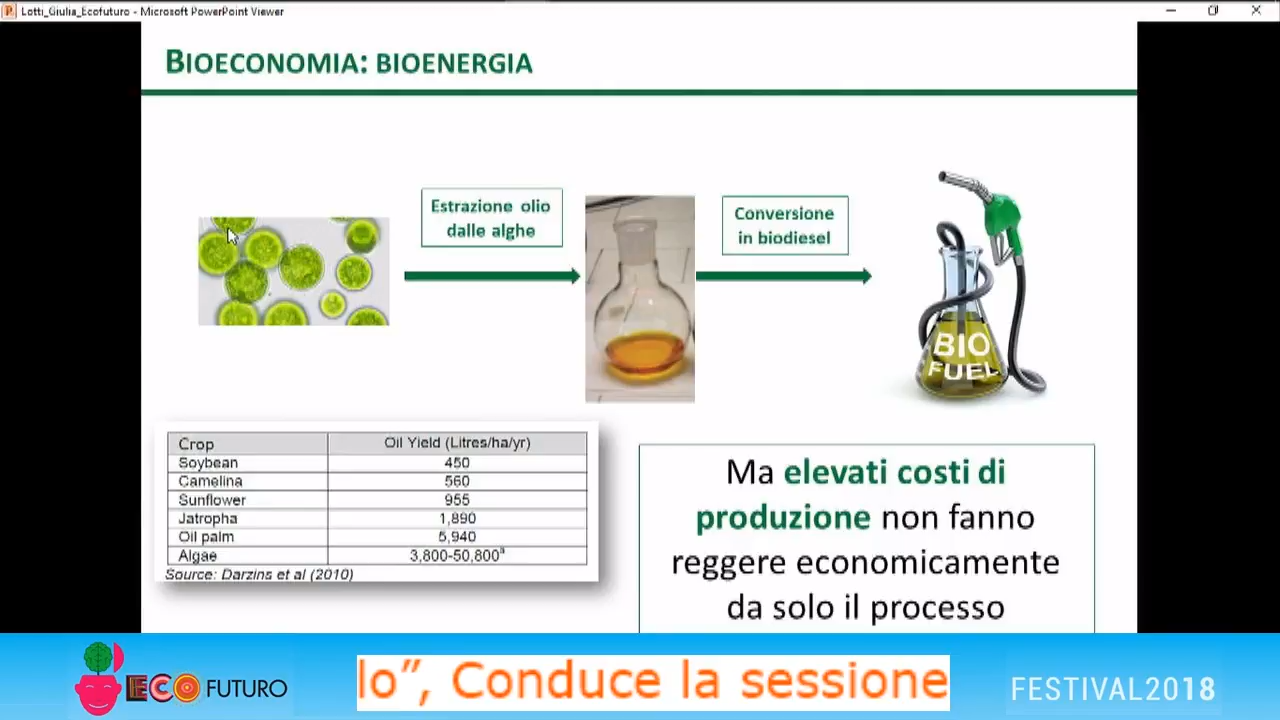 Lotti_Giulia_Ecofuturo - Microsoft PowerPoint Viewer
BIOECONOMIA: BIOENERGIA
Estrazione olio
dalle alghe
Conversione
in biodiesel
BIO
FUEL
Crop Oil Yield (Litres/ha/yr)
Soybean 450
Camelina 560
Sunflower 955
Jatropha 1,890
Oil palm 5,940
Algae 3,800-50,800ª
Source: Darzins et al (2010)
Ma elevati costi di
produzione non fanno
reggere economicamente
da solo il processo
ECO FUTURO
lo”, Conduce la sessione
FESTIVAL2018